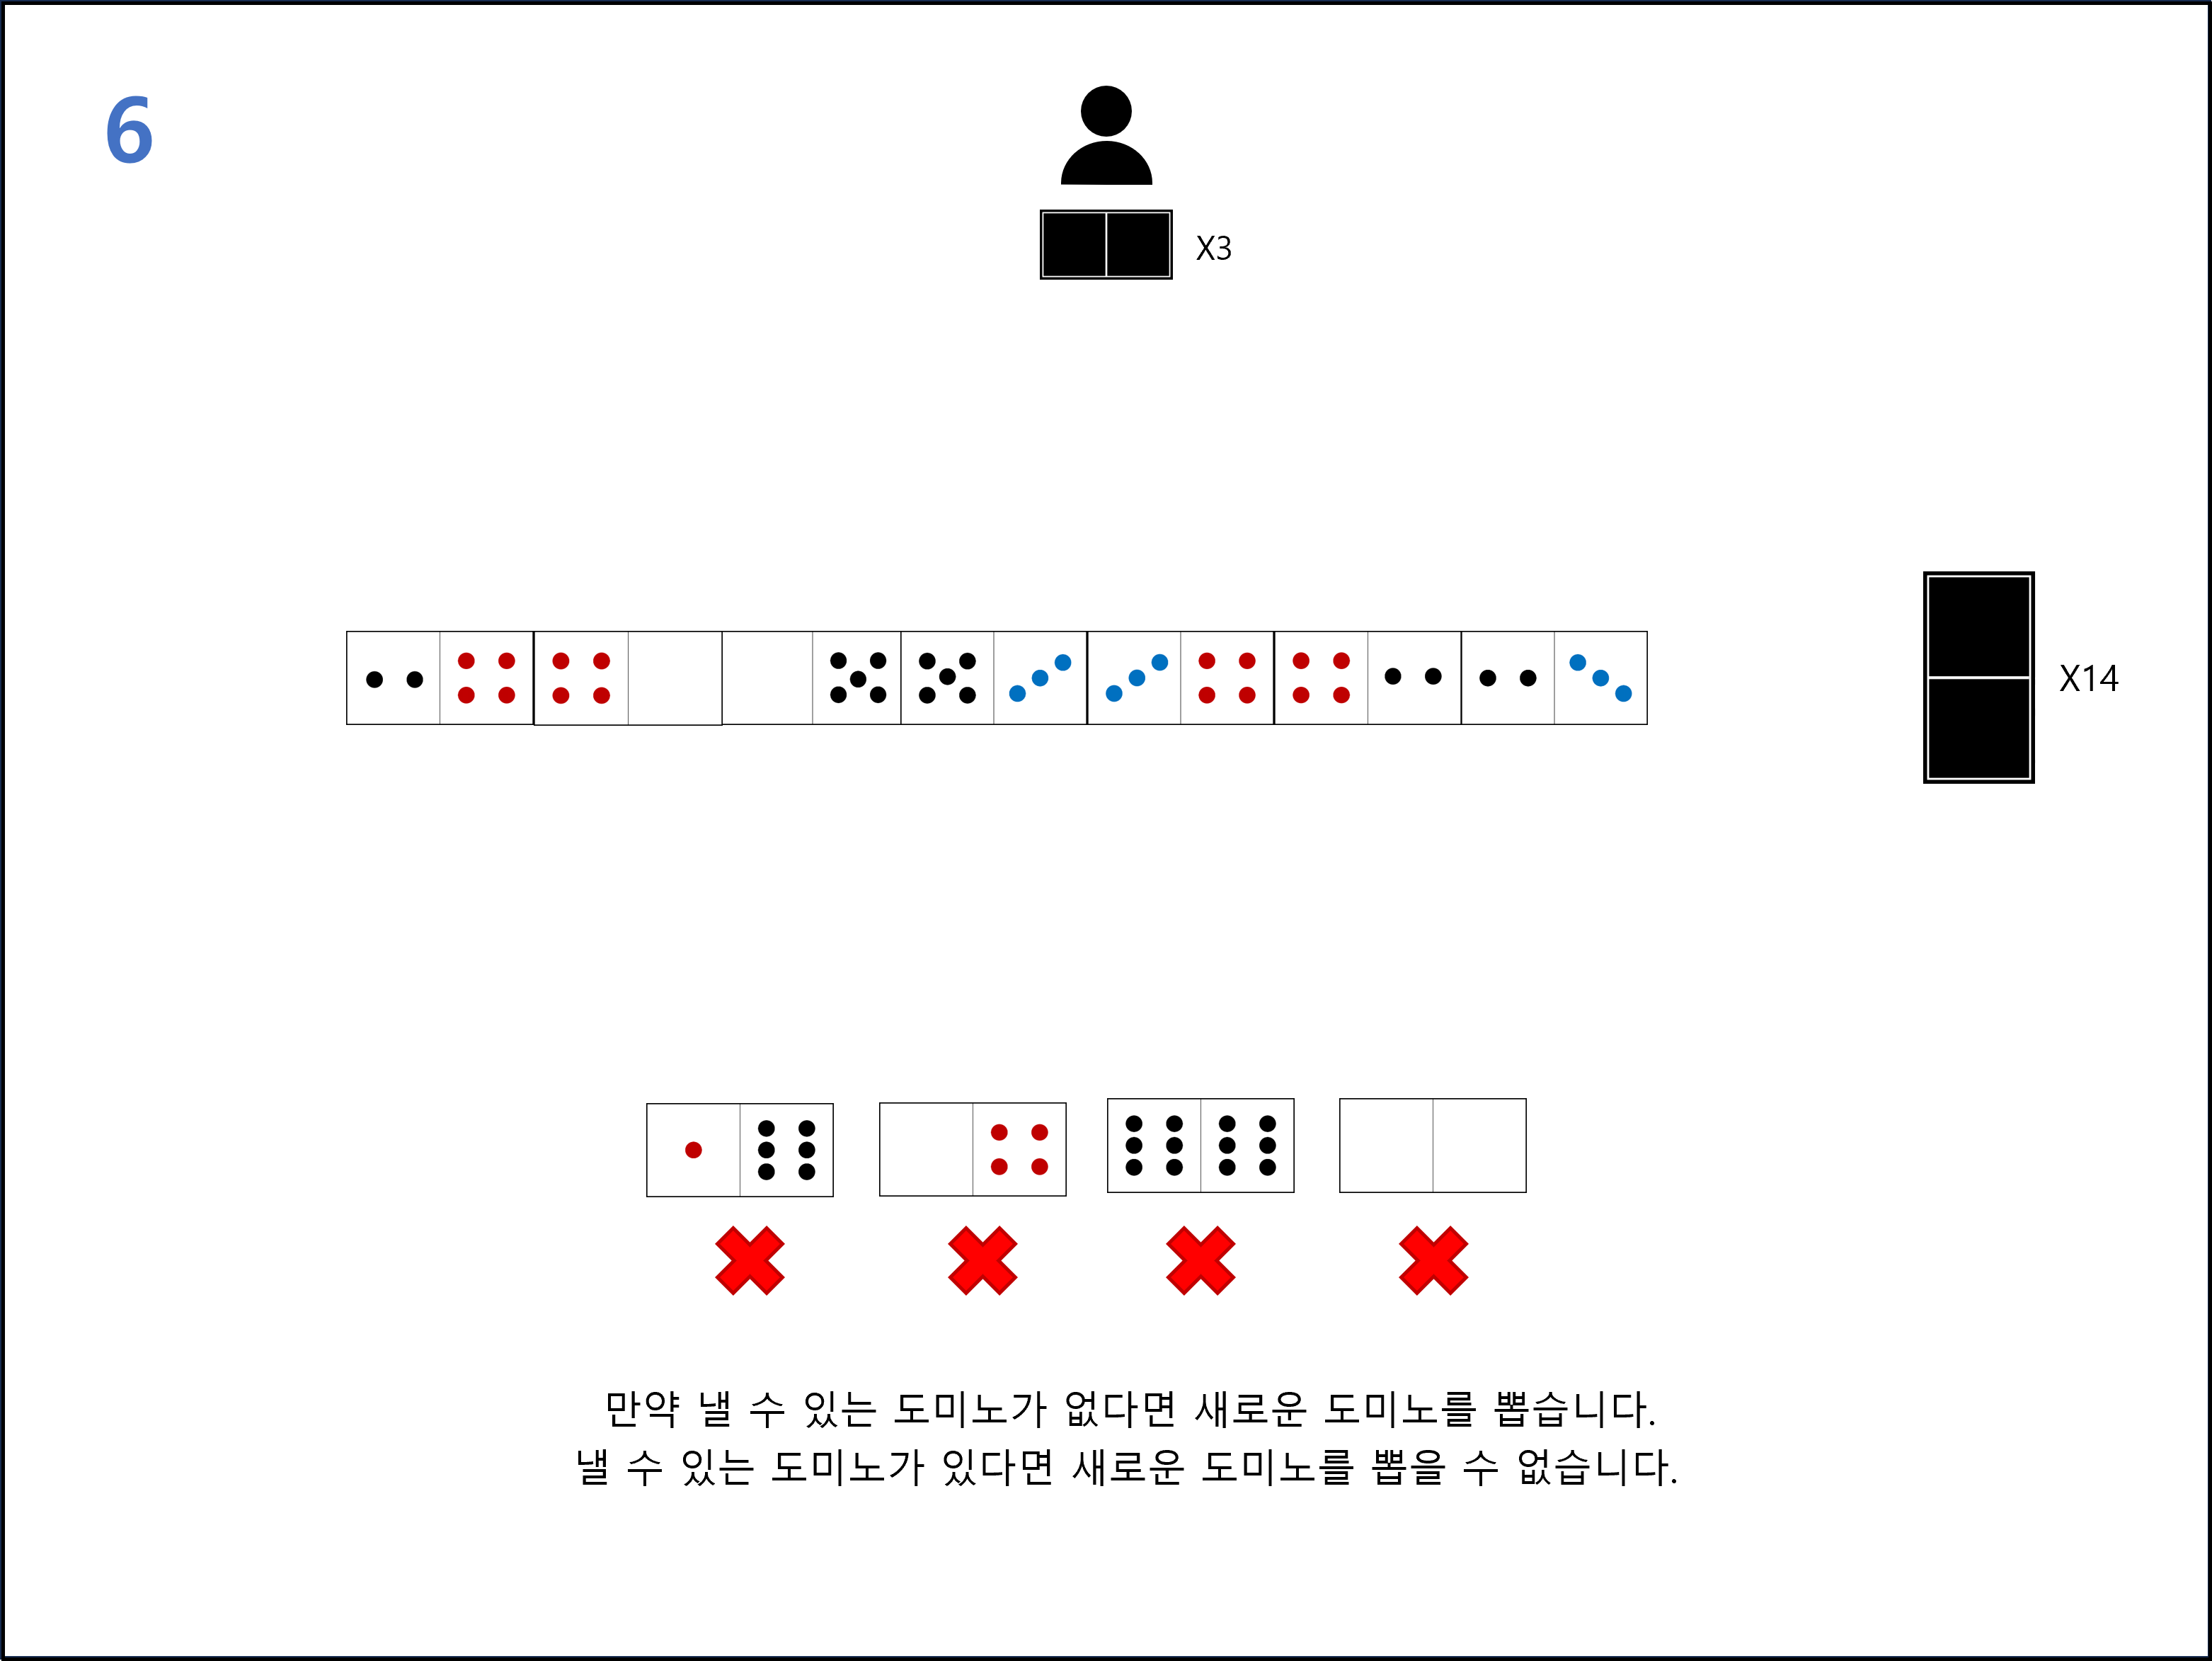 6
X3
X14
만약 낼 수 있는 도미노가 없다면 새로운 도미노를 뽑습니다.
낼 수 있는 도미노가 있다면 새로운 도미노를 뽑을 수 없습니다.